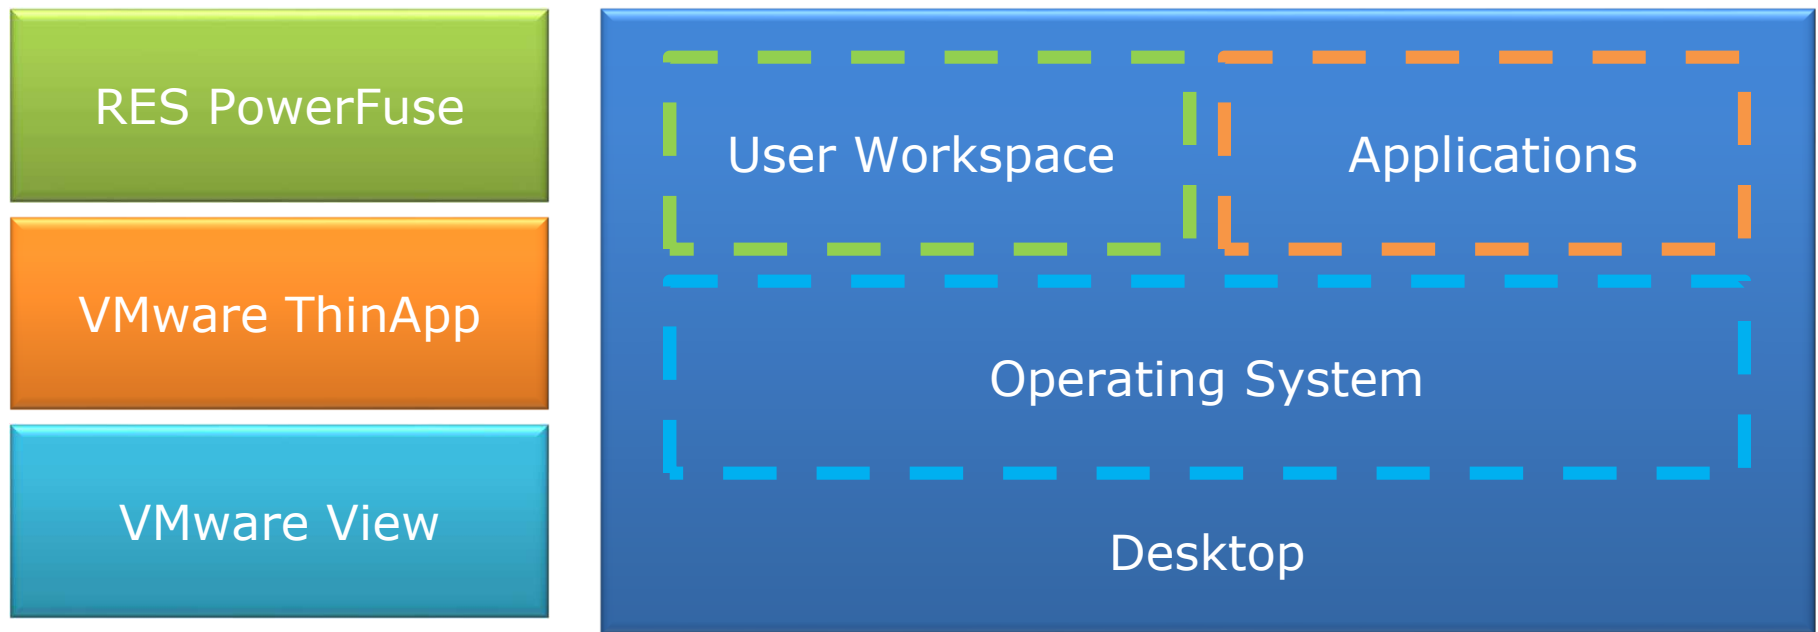 RES PowerFuse
VMware ThinApp
VMware View
User Workspace
Applications
Operating System
Desktop